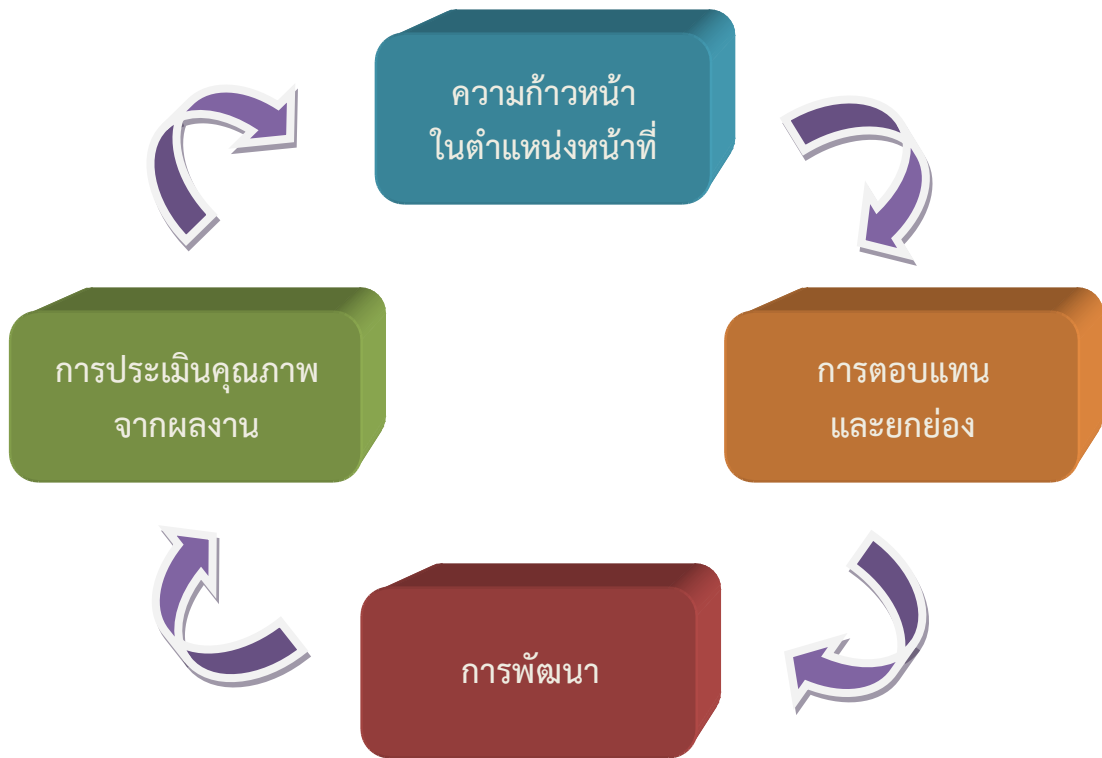 ความก้าวหน้า
ในตำแหน่งหน้าที่
การประเมินคุณภาพ
จากผลงาน
การตอบแทน
และยกย่อง
การพัฒนา